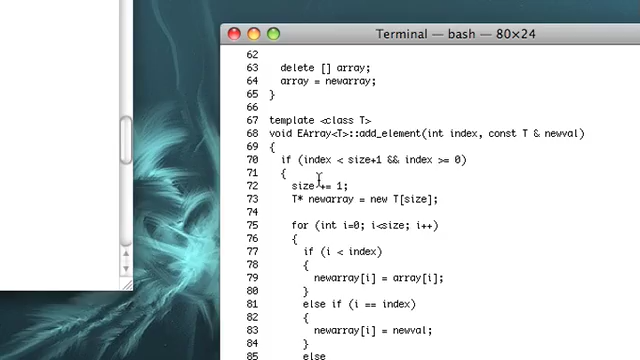 Terminal — bash — 80×24
62
63 delete [] array;
64 array = newarray;
65 }
66
67 template <class T>
68 void EArray<T>::add_element(int index, const T & newval)
69 {
70 if (index < size+1 && index >= 0)
71 {
72 size += 1;
73 T* newarray = new T[size];
74
75 for (int i=0; i<size; i++)
76 {
77 if (i < index)
78 {
79 newarray[i] = array[i];
80 }
81 else if (i == index)
82 {
83 newarray[i] = newval;
84 }
85 else